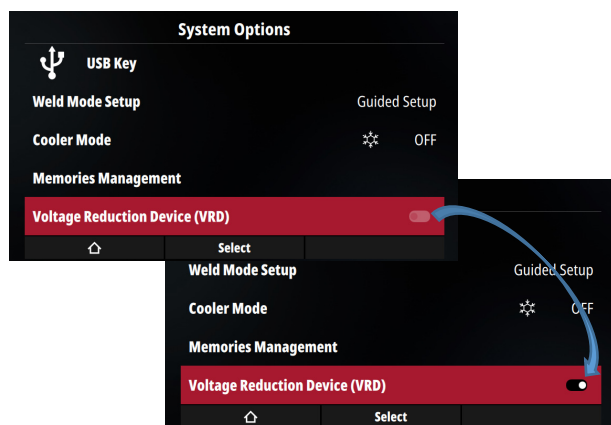 System Options
USB Key
Weld Mode Setup Guided Setup
Cooler Mode OFF
Memories Management
Voltage Reduction Device (VRD)
Select
Weld Mode Setup Guided Setup
Cooler Mode OFF
Memories Management
Voltage Reduction Device (VRD)
Select